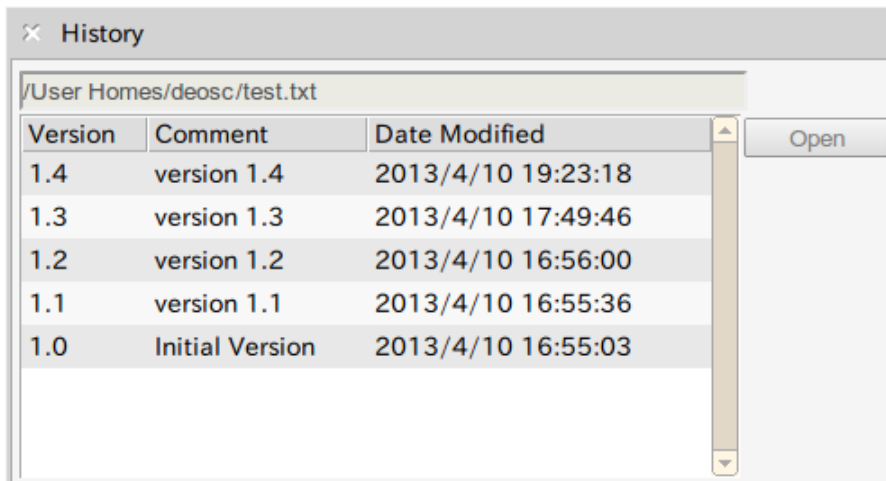 History
/User Homes/deosc/test.txt
Version Comment Date Modified
Open
1.4 version 1.4 2013/4/10 19:23:18
1.3 version 1.3 2013/4/10 17:49:46
1.2 version 1.2 2013/4/10 16:56:00
1.1 version 1.1 2013/4/10 16:55:36
1.0 Initial Version 2013/4/10 16:55:03